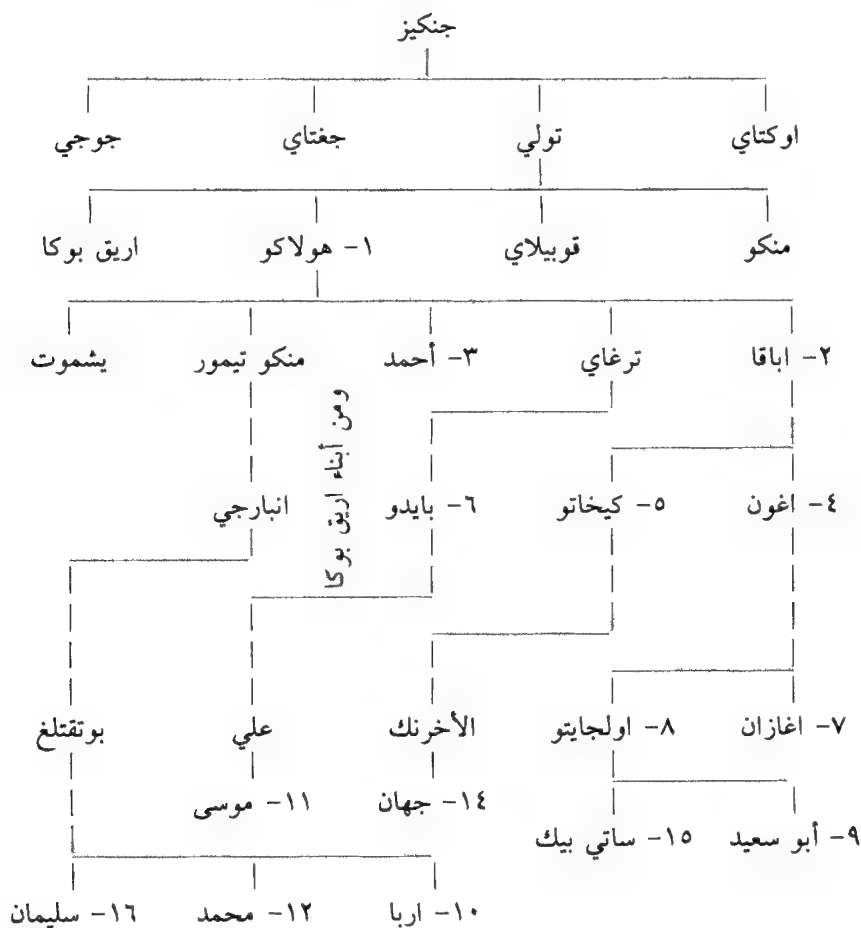 جنكيز
اوكتاي تولي جغتاي جوجي
منكو قوبيلاي ١- هولاكو اريق بوكا
٢- اباقا ترغاي ٣- أحمد منكو تيمور يشموت
ومن أبناء اريق بوكا
٤- اغون ٥- كيخاتو ٦- بايدو انبارجي
٧- اغازان ٨- اولجايتو الأخرنك علي بوتقتلغ
١٤- جهان ١١- موسى
٩- أبو سعيد ١٥- ساتي بيك
١٠- اربا ١٢- محمد ١٦- سليمان